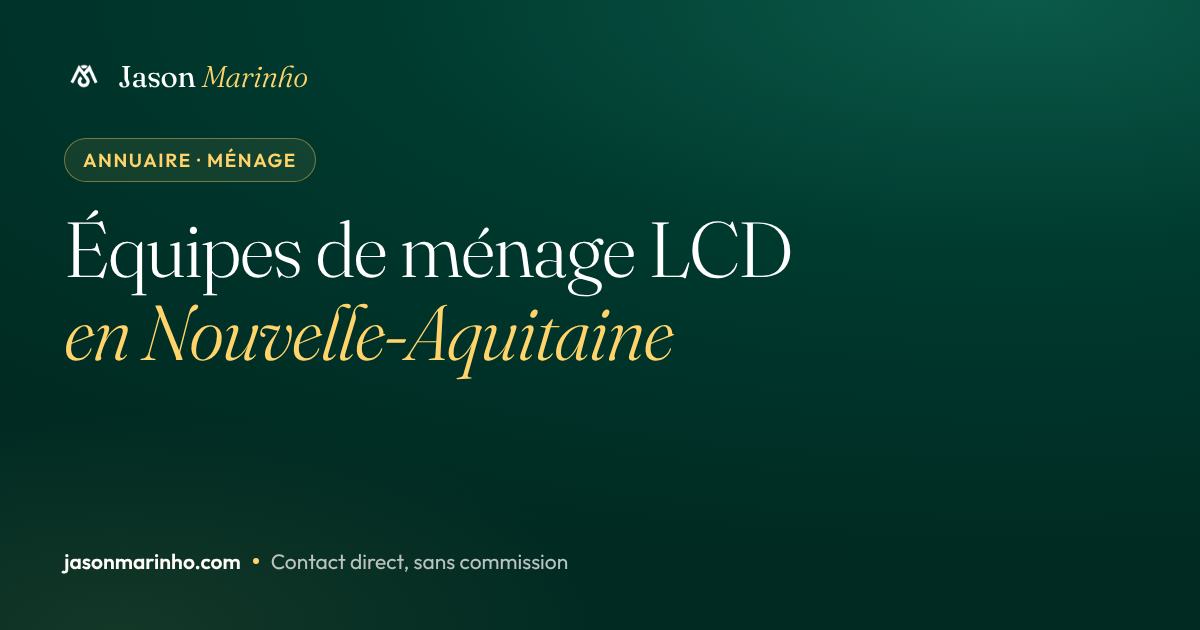 Jason Marinho
ANNUAIRE · MÉNAGE
Équipes de ménage LCD
en Nouvelle-Aquitaine
jasonmarinho.com • Contact direct, sans commission